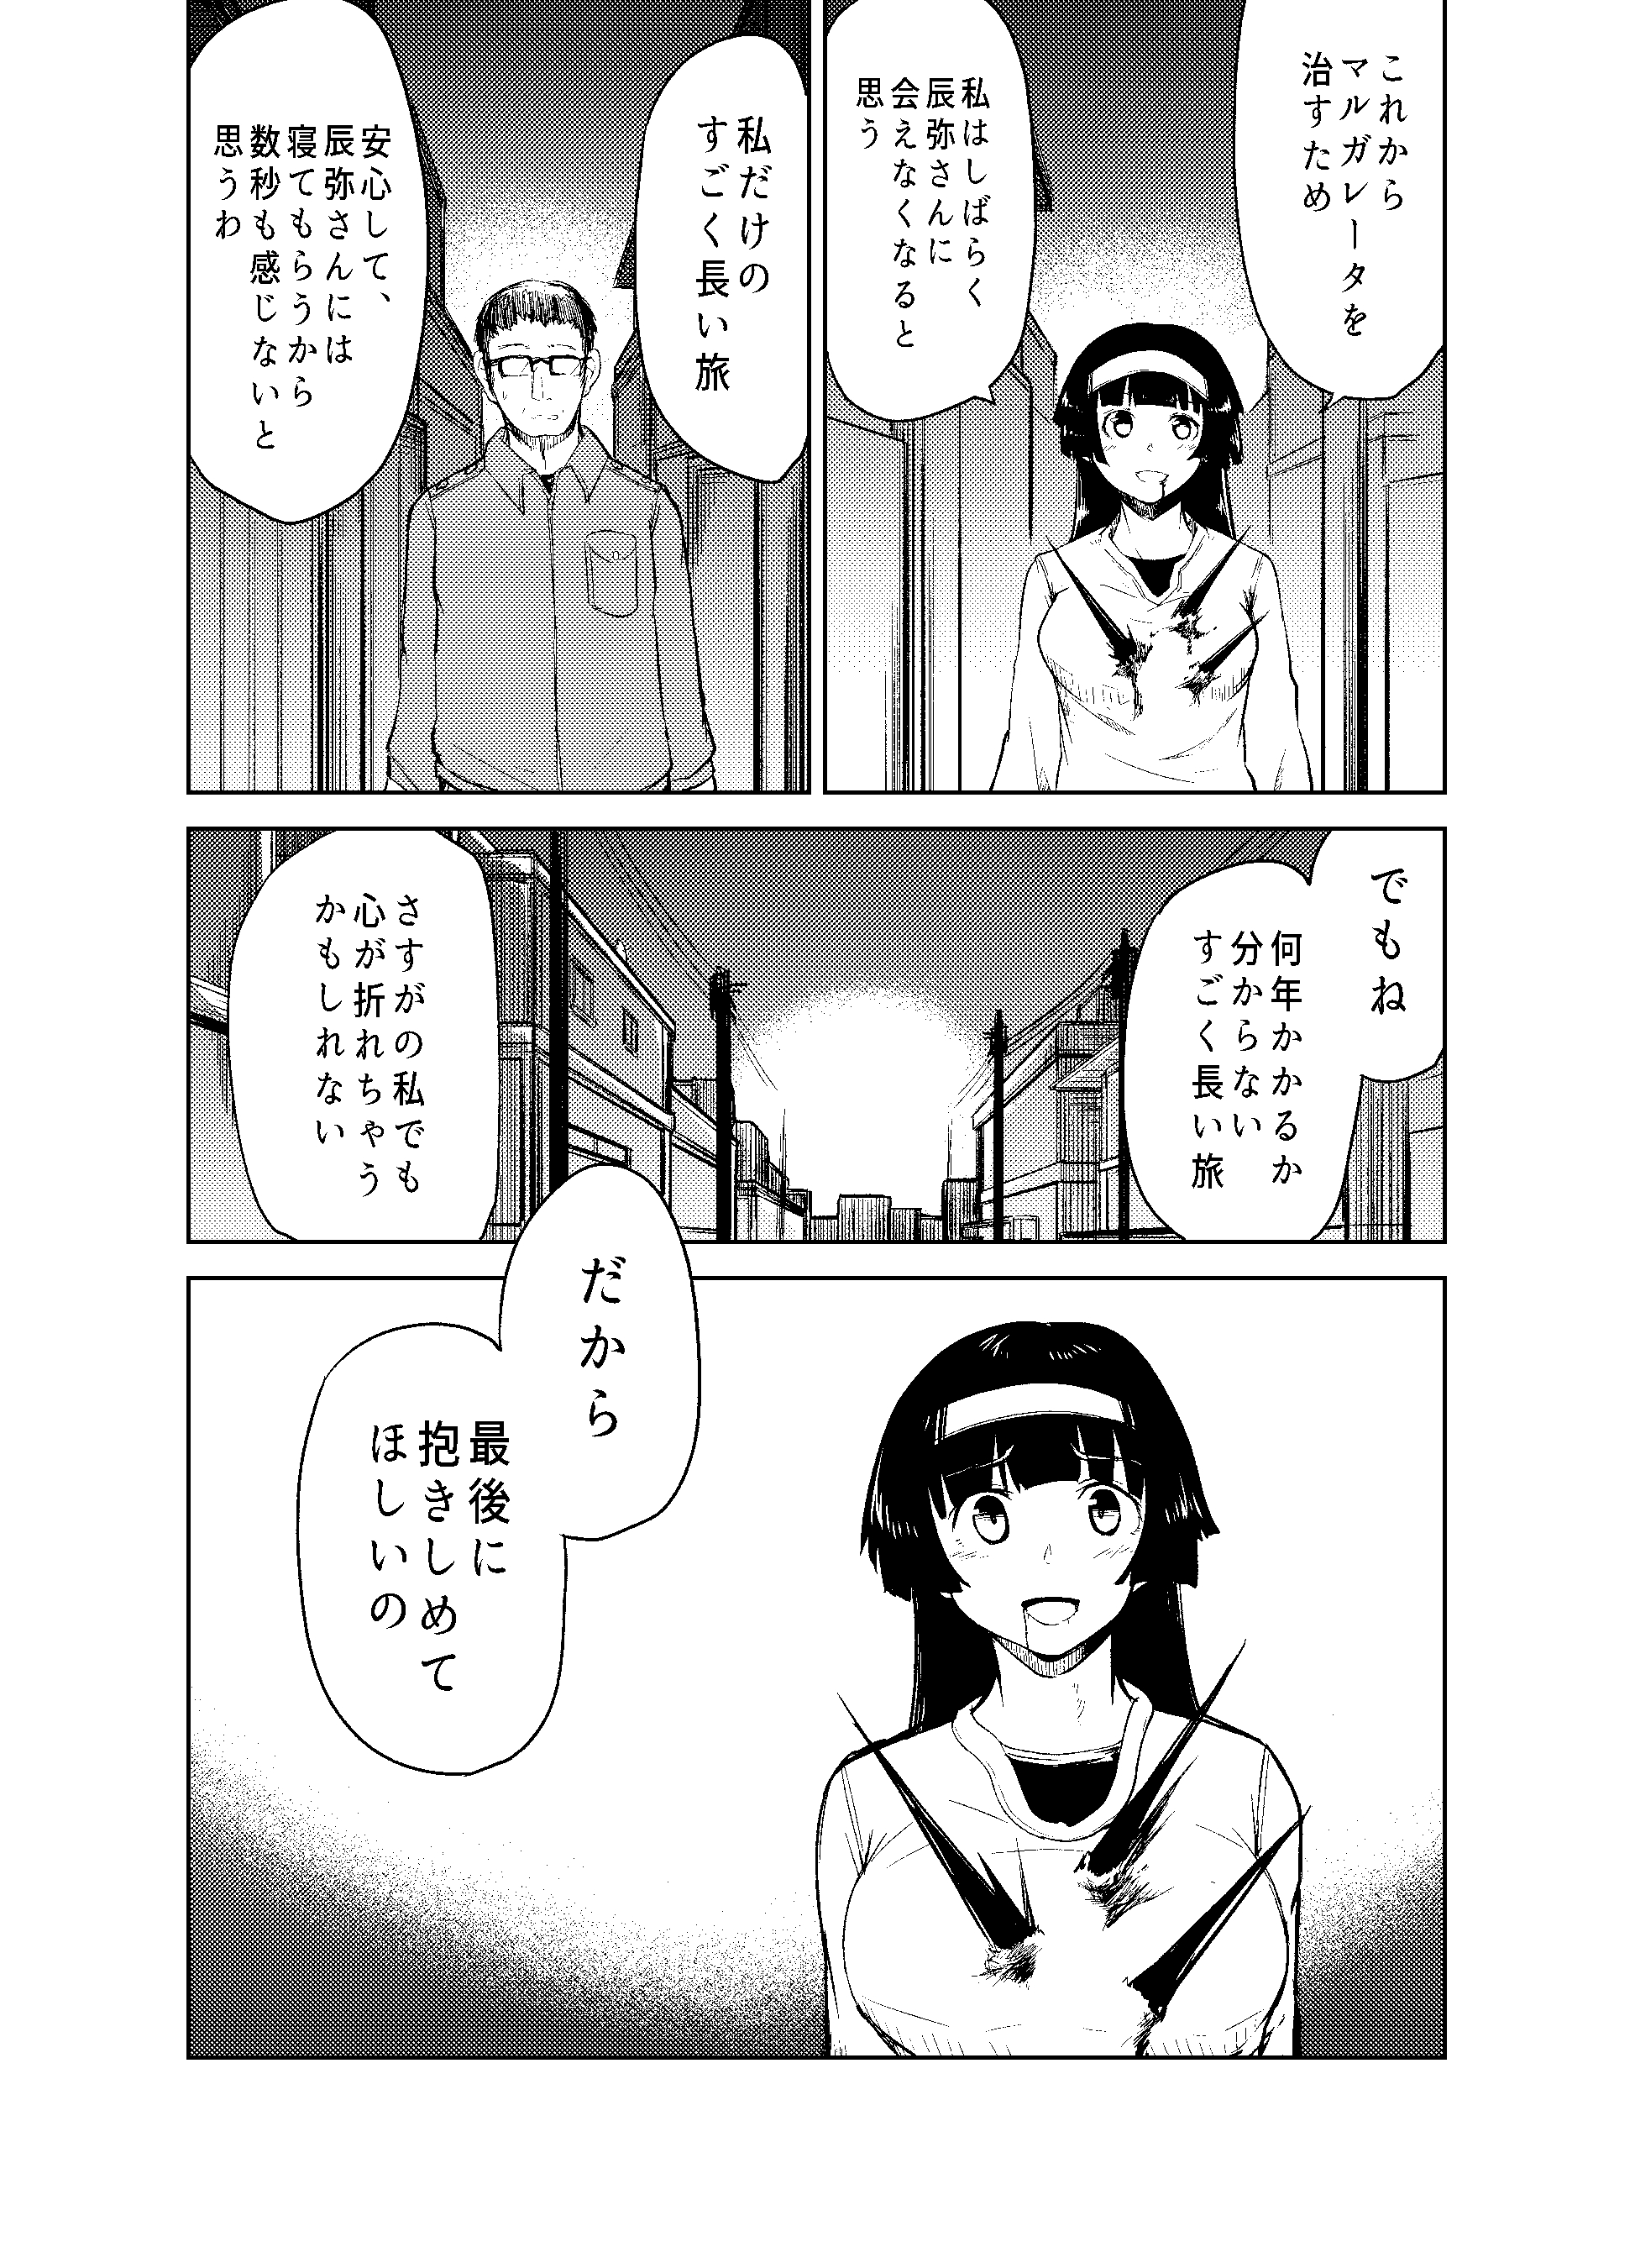 これから
マルガレータを
治すため
私はしばらく
辰弥さんに
会えなくなると
思う
私だけの
すごく長い旅
安心して、
辰弥さんには
寝てもらうから
数秒も感じないと
思うわ
でもね
何年かかるか
分からない
すごく長い旅
さすがの私でも
心が折れちゃう
かもしれない
だから
最後に
抱きしめて
ほしいの